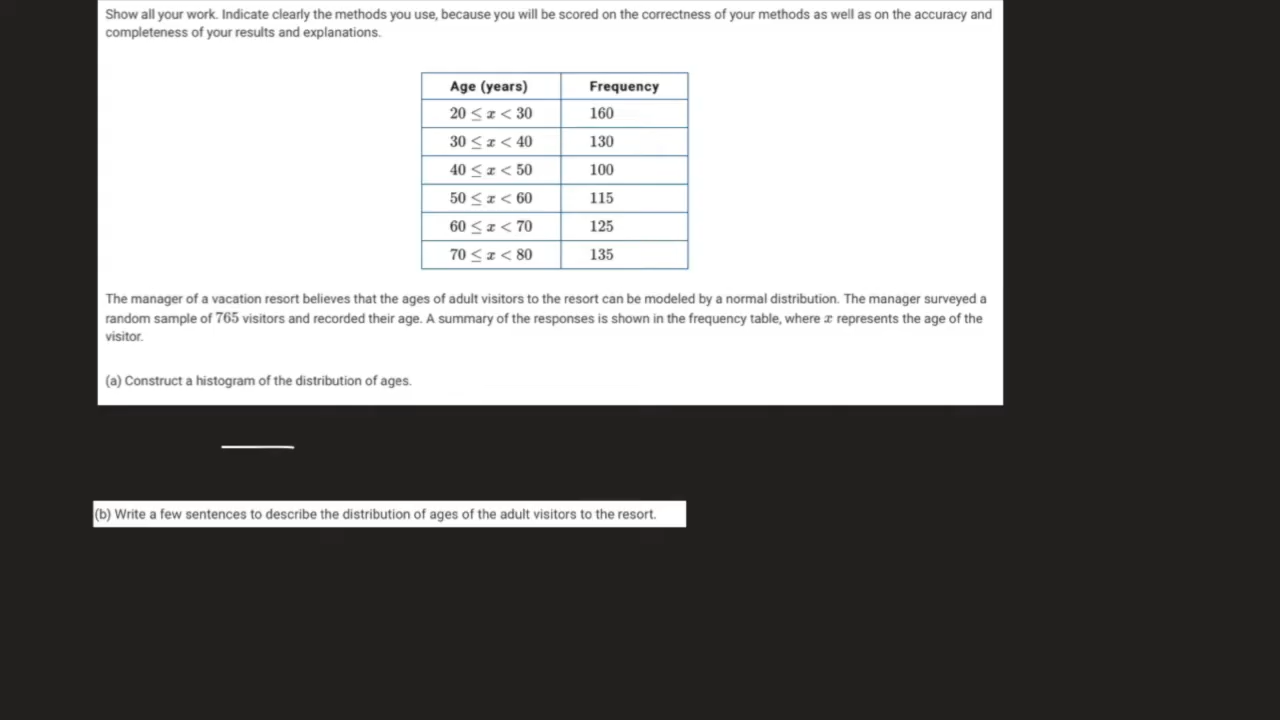 Show all your work. Indicate clearly the methods you use, because you will be scored on the correctness of your methods as well as on the accuracy and
completeness of your results and explanations.
Age (years) Frequency
20 ≤ x < 30 160
30 ≤ x < 40 130
40 ≤ x < 50 100
50 ≤ x < 60 115
60 ≤ x < 70 125
70 ≤ x < 80 135
The manager of a vacation resort believes that the ages of adult visitors to the resort can be modeled by a normal distribution. The manager surveyed a
random sample of 765 visitors and recorded their age. A summary of the responses is shown in the frequency table, where x represents the age of the
visitor.
(a) Construct a histogram of the distribution of ages.
(b) Write a few sentences to describe the distribution of ages of the adult visitors to the resort.